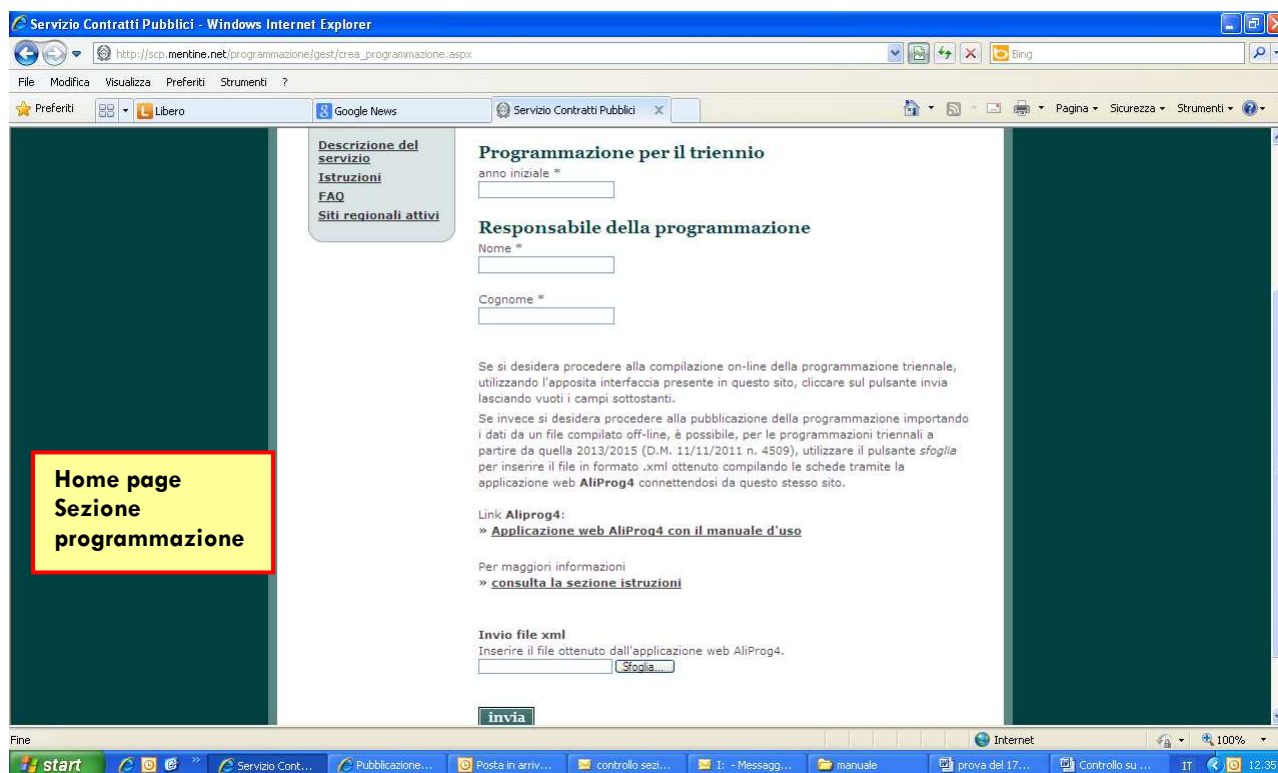 Servizio Contratti Pubblici - Windows Internet Explorer
http://scp.mentine.net/programmazione/gest/crea_programmazione.aspx
Bing
File Modifica Visualizza Preferiti Strumenti ?
Preferiti Libero Google News Servizio Contratti Pubblici x Pagina Sicurezza Strumenti
Descrizione del
servizio
Istruzioni
FAQ
Siti regionali attivi
Programmazione per il triennio
anno iniziale *
Responsabile della programmazione
Nome *
Cognome *
Se si desidera procedere alla compilazione on-line della programmazione triennale,
utilizzando l'apposita interfaccia presente in questo sito, cliccare sul pulsante invia
lasciando vuoti i campi sottostanti.
Se invece si desidera procedere alla pubblicazione della programmazione importando
i dati da un file compilato off-line, è possibile, per le programmazioni triennali a
partire da quella 2013/2015 (D.M. 11/11/2011 n. 4509), utilizzare il pulsante sfoglia
per inserire il file in formato .xml ottenuto compilando le schede tramite la
applicazione web AliProg4 connettendosi da questo stesso sito.
Home page
Sezione
programmazione
Link Aliprog4:
» Applicazione web AliProg4 con il manuale d'uso
Per maggiori informazioni
» consulta la sezione istruzioni
Invio file xml
Inserire il file ottenuto dall'applicazione web AliProg4.
Sfoglia...
invia
Fine Internet 100%
start » Servizio Cont... Pubblicazione... Posta in arriv... controllo sezi... I: - Messagg... manuale prova del 17... Controllo su ... IT 12.35